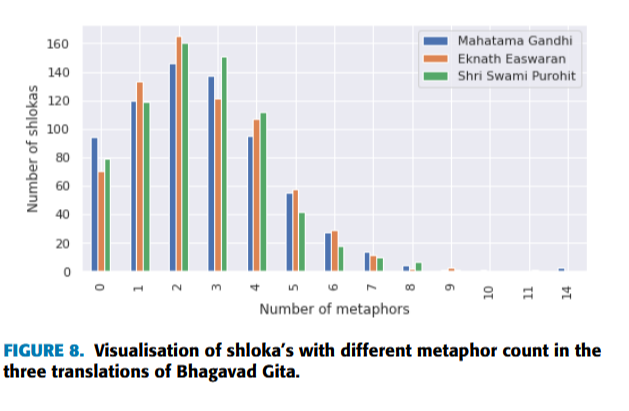 160
140
120
100
80
60
40
20
0
Number of shlokas
Mahatama Gandhi
Eknath Easwaran
Shri Swami Purohit
0 1 2 3 4 5 6 7 8 9 10 11 14
Number of metaphors
FIGURE 8. Visualisation of shloka's with different metaphor count in the
three translations of Bhagavad Gita.